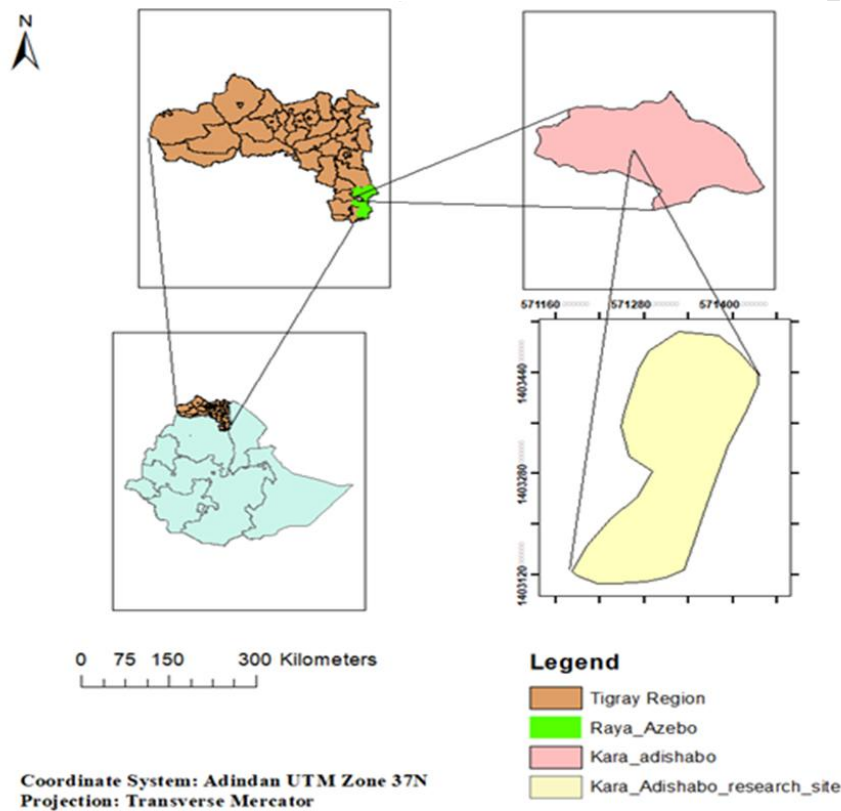 N
571160 571280 571400
1403440
1403280
1403120
0 75 150 300 Kilometers
Legend
Tigray Region
Raya_Azebo
Kara_adishabo
Kara_Adishabo_research_site
Coordinate System: Adindan UTM Zone 37N
Projection: Transverse Mercator